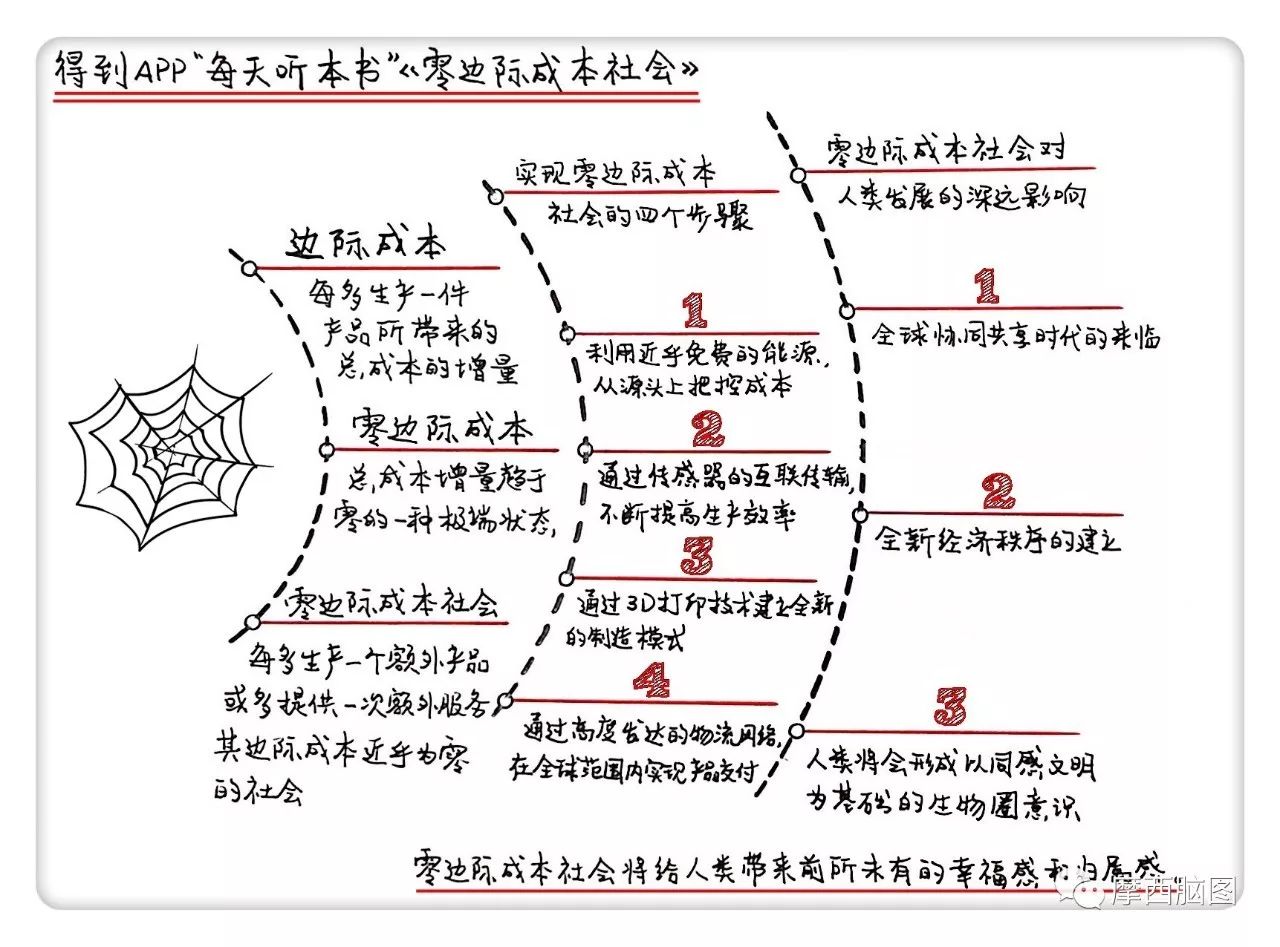 得到APP“每天听本书”《零边际成本社会》
边际成本
每多生产一件
产品所带来的
总成本的增量
零边际成本
总成本增量趋于
零的一种极端状态,
零边际成本社会
每多生产一个额外产品
或多提供一次额外服务
其边际成本近乎为零
的社会
实现零边际成本
社会的四个步骤
1
利用近乎免费的能源,
从源头上把控成本
2
通过传感器的互联传输,
不断提高生产效率
3
通过3D打印技术建立全新
的制造模式
4
通过高度发达的物流网络,
在全球范围内实现产品交付
零边际成本社会对
人类发展的深远影响
1
全球协同共享时代的来临
2
全新经济秩序的建立
3
人类将会形成以同感文明
为基础的生物圈意识
零边际成本社会将给人类带来前所未有的幸福感和归属感。
摩西脑图